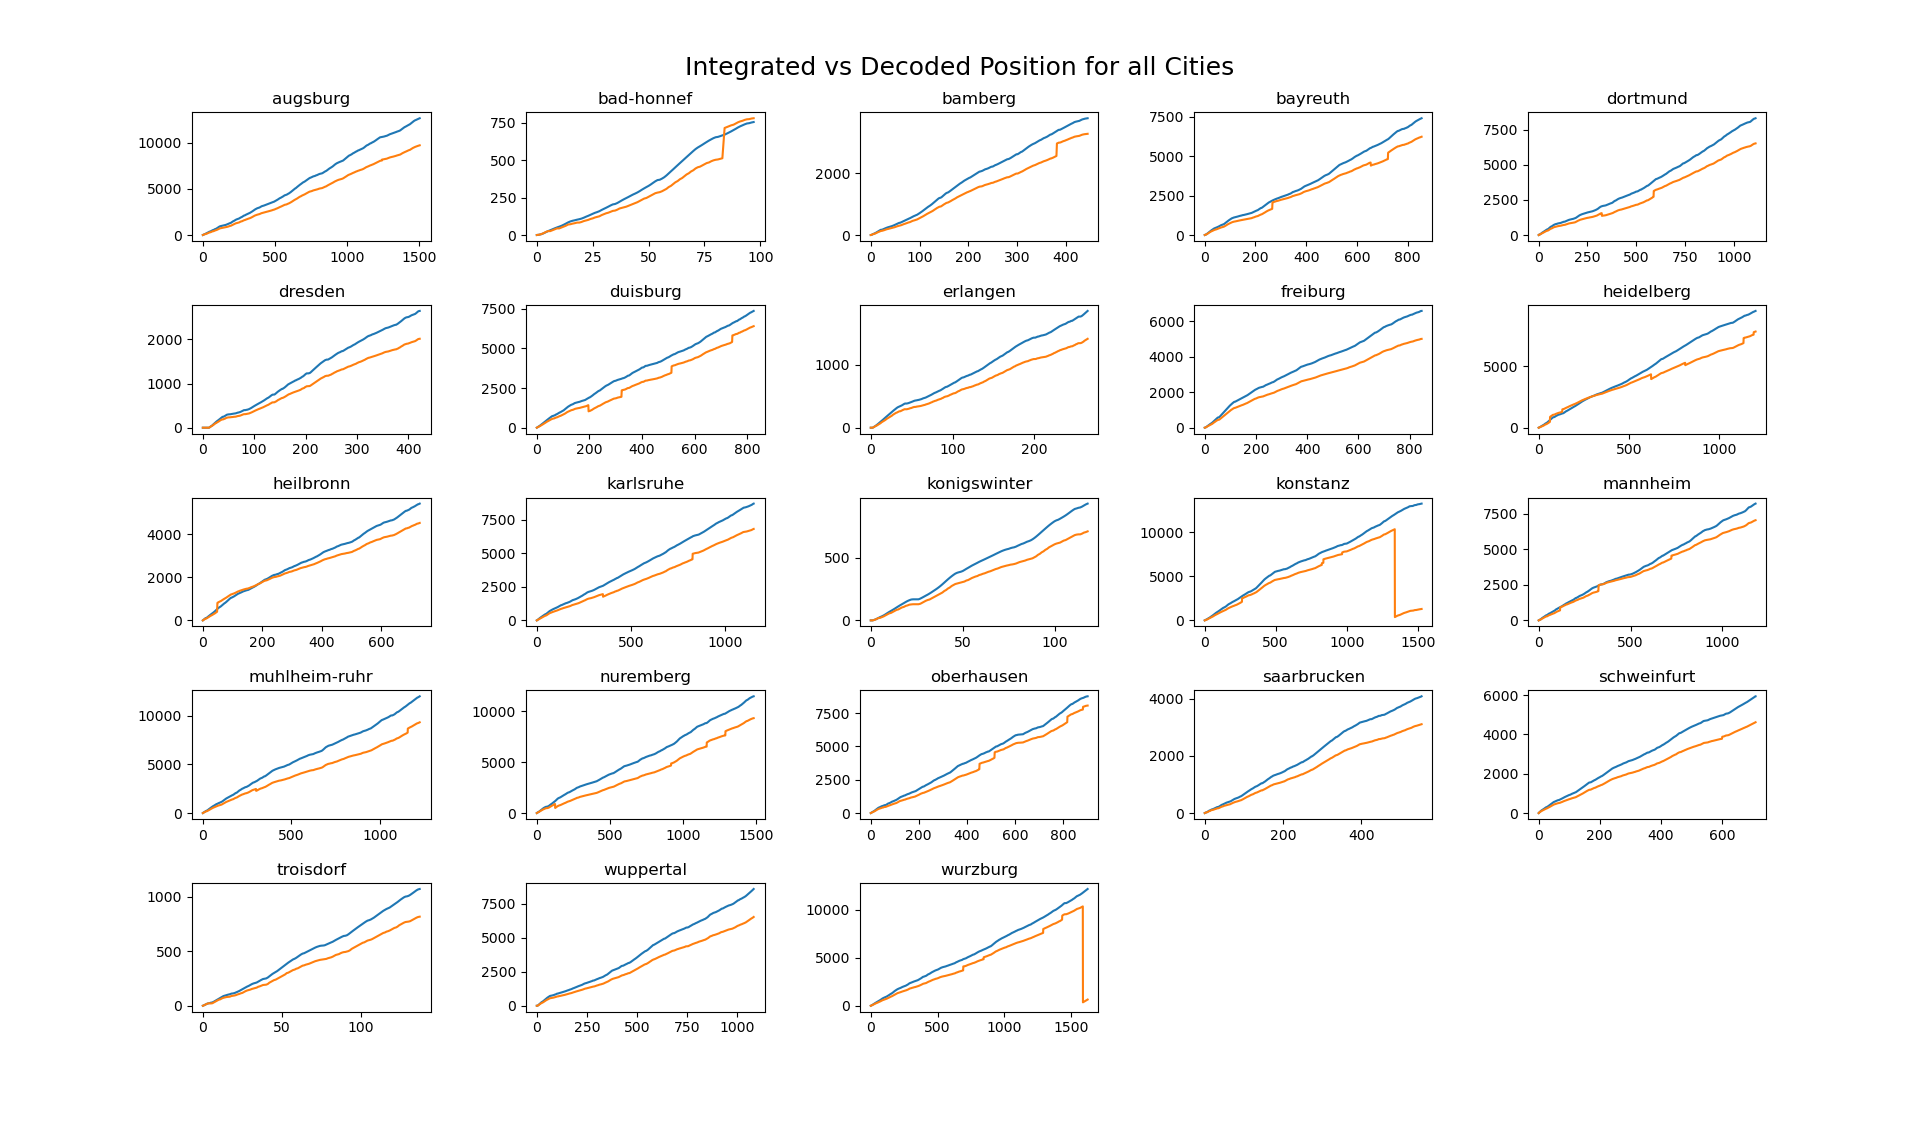 Integrated vs Decoded Position for all Cities
augsburg
10000
5000
0
0 500 1000 1500
bad-honnef
750
500
250
0
0 25 50 75 100
bamberg
2000
0
0 100 200 300 400
bayreuth
7500
5000
2500
0
0 200 400 600 800
dortmund
7500
5000
2500
0
0 250 500 750 1000
dresden
2000
1000
0
0 100 200 300 400
duisburg
7500
5000
2500
0
0 200 400 600 800
erlangen
1000
0
0 100 200
freiburg
6000
4000
2000
0
0 200 400 600 800
heidelberg
5000
0
0 500 1000
heilbronn
4000
2000
0
0 200 400 600
karlsruhe
7500
5000
2500
0
0 500 1000
konigswinter
500
0
0 50 100
konstanz
10000
5000
0
0 500 1000 1500
mannheim
7500
5000
2500
0
0 500 1000
muhlheim-ruhr
10000
5000
0
0 500 1000
nuremberg
10000
5000
0
0 500 1000 1500
oberhausen
7500
5000
2500
0
0 200 400 600 800
saarbrucken
4000
2000
0
0 200 400
schweinfurt
6000
4000
2000
0
0 200 400 600
troisdorf
1000
500
0
0 50 100
wuppertal
7500
5000
2500
0
0 250 500 750 1000
wurzburg
10000
5000
0
0 500 1000 1500